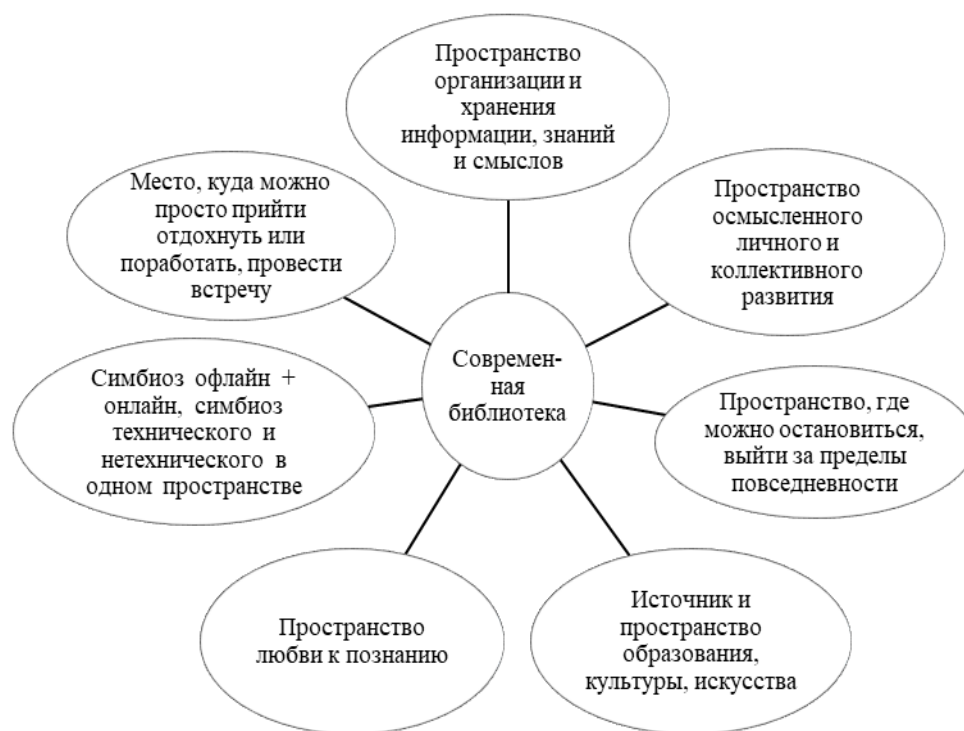 Пространство
организации и
хранения
информации, знаний
и смыслов
Место, куда можно
просто прийти
отдохнуть или
поработать, провести
встречу
Пространство
осмысленного
личного и
коллективного
развития
Современ-
ная
библиотека
Симбиоз офлайн +
онлайн, симбиоз
технического и
нетехнического в
одном пространстве
Пространство, где
можно остановиться,
выйти за пределы
повседневности
Пространство
любви к познанию
Источник и
пространство
образования,
культуры, искусства